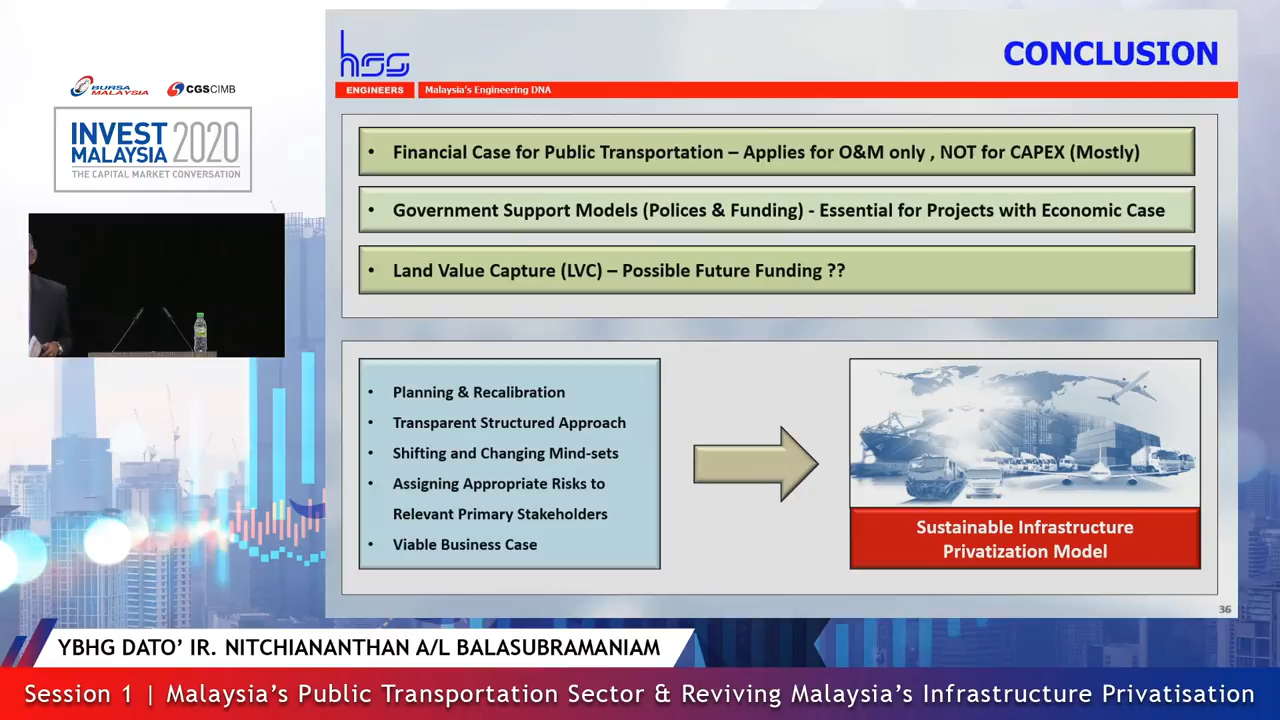 BURSA
MALAYSIA
CGSCIMB
INVEST
MALAYSIA
2020
THE CAPITAL MARKET CONVERSATION
hss
ENGINEERS
Malaysia's Engineering DNA
CONCLUSION
• Financial Case for Public Transportation – Applies for O&M only , NOT for CAPEX (Mostly)
• Government Support Models (Polices & Funding) - Essential for Projects with Economic Case
• Land Value Capture (LVC) – Possible Future Funding ??
• Planning & Recalibration
• Transparent Structured Approach
• Shifting and Changing Mind-sets
• Assigning Appropriate Risks to
Relevant Primary Stakeholders
• Viable Business Case
Sustainable Infrastructure
Privatization Model
36
YBHG DATO’ IR. NITCHIANANTHAN A/L BALASUBRAMANIAM
Session 1 | Malaysia’s Public Transportation Sector & Reviving Malaysia’s Infrastructure Privatisation